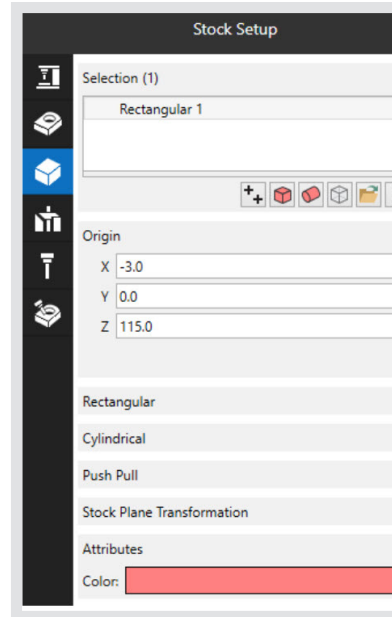 Stock Setup
Selection (1)
Rectangular 1
Origin
X -3.0
Y 0.0
Z 115.0
Rectangular
Cylindrical
Push Pull
Stock Plane Transformation
Attributes
Color: